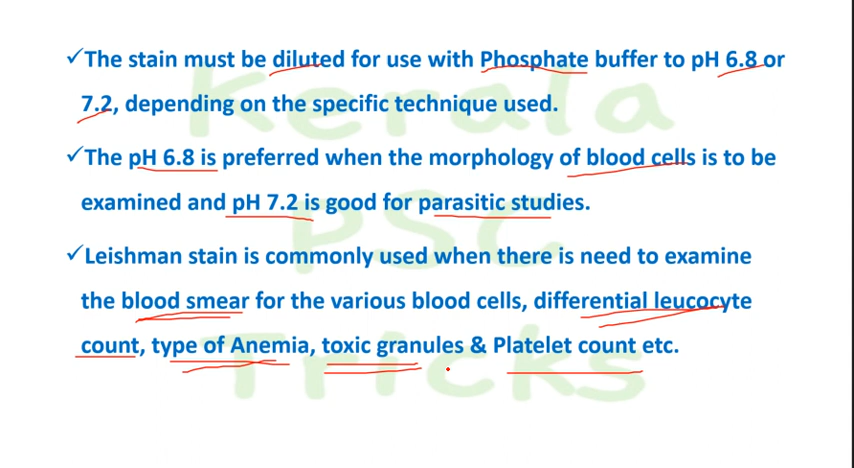 ✓The stain must be diluted for use with Phosphate buffer to pH 6.8 or
7.2, depending on the specific technique used.
✓The pH 6.8 is preferred when the morphology of blood cells is to be
examined and pH 7.2 is good for parasitic studies.
✓Leishman stain is commonly used when there is need to examine
the blood smear for the various blood cells, differential leucocyte
count, type of Anemia, toxic granules & Platelet count etc.
Kerala
PSC
Tricks